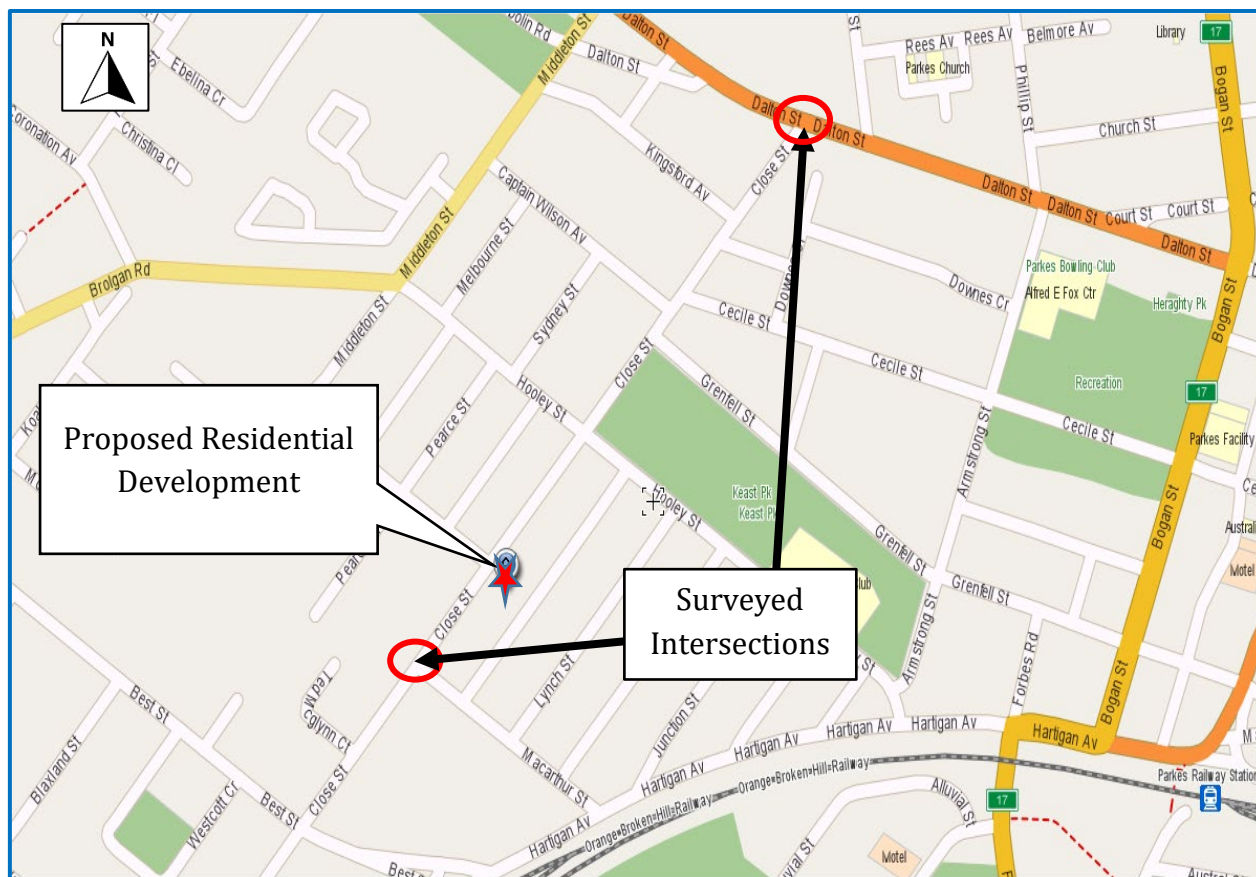 N
Dalton St
Middleton St
Rees Av
Rees Av
Belmore Av
Library
17
Parkes Church
Phillip St
Bogan St
Ebelina Cr
Christina Cl
Coronation Av
Dalton St
Dalton St
Church St
Close St
Kingsford Av
Captain Wilson Av
Dalton St
Dalton St
Court St
Court St
Dalton St
Middleton St
Melbourne St
Brolgan Rd
Sydney St
Downes Cr
Parkes Bowling Club
Alfred E Fox Ctr
Heraghty Pk
Bogan St
Cecile St
Middleton St
Close St
Cecile St
Hooley St
Grenfell St
Recreation
17
Proposed Residential
Development
Pearce St
Cecile St
Parkes Facility
Armstrong St
Keast Pk
Keast Pk
Hooley St
Bogan St
Grenfell St
Motel
Grenfell St
Surveyed
Intersections
Close St
Armstrong St
Forbes Rd
Lynch St
Junction St
Bogan St
Ted M
cglynn Ct
Best St
Hartigan Av
Hartigan Av
Hartigan Av
Macarthur St
Hartigan Av
Blaxland St
Close St
Orange-Broken-Hill-Railway
Parkes Railway Station
Westcott Cr
Best St
Orange-Broken-Hill-Railway
Alluvial St
17
Hartigan Av
Motel